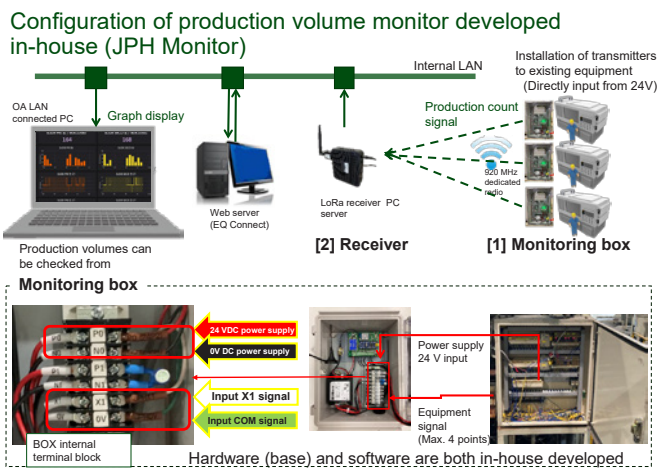 Configuration of production volume monitor developed
in-house (JPH Monitor)
Internal LAN
Installation of transmitters
to existing equipment
(Directly input from 24V)
OA LAN
connected PC
Graph display
Production count
signal
920 MHz
dedicated
radio
Web server
(EQ Connect)
LoRa receiver PC
server
Production volumes can
be checked from
[2] Receiver
[1] Monitoring box
Monitoring box
24 VDC power supply
0V DC power supply
Input X1 signal
Input COM signal
P0
N0
P1
N1
X1
0V
BOX internal
terminal block
Power supply
24 V input
Equipment
signal
(Max. 4 points)
Hardware (base) and software are both in-house developed